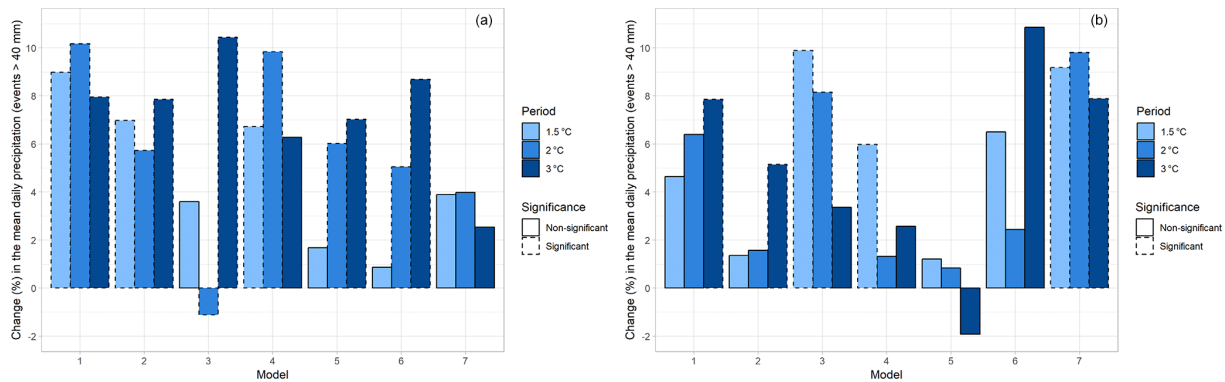 (a)
Change (%) in the mean daily precipitation (events > 40 mm)
10
8
6
4
2
0
-2
1 2 3 4 5 6 7
Model
Period
1.5 °C
2 °C
3 °C
Significance
Non-significant
Significant
(b)
Change (%) in the mean daily precipitation (events > 40 mm)
10
8
6
4
2
0
-2
1 2 3 4 5 6 7
Model
Period
1.5 °C
2 °C
3 °C
Significance
Non-significant
Significant